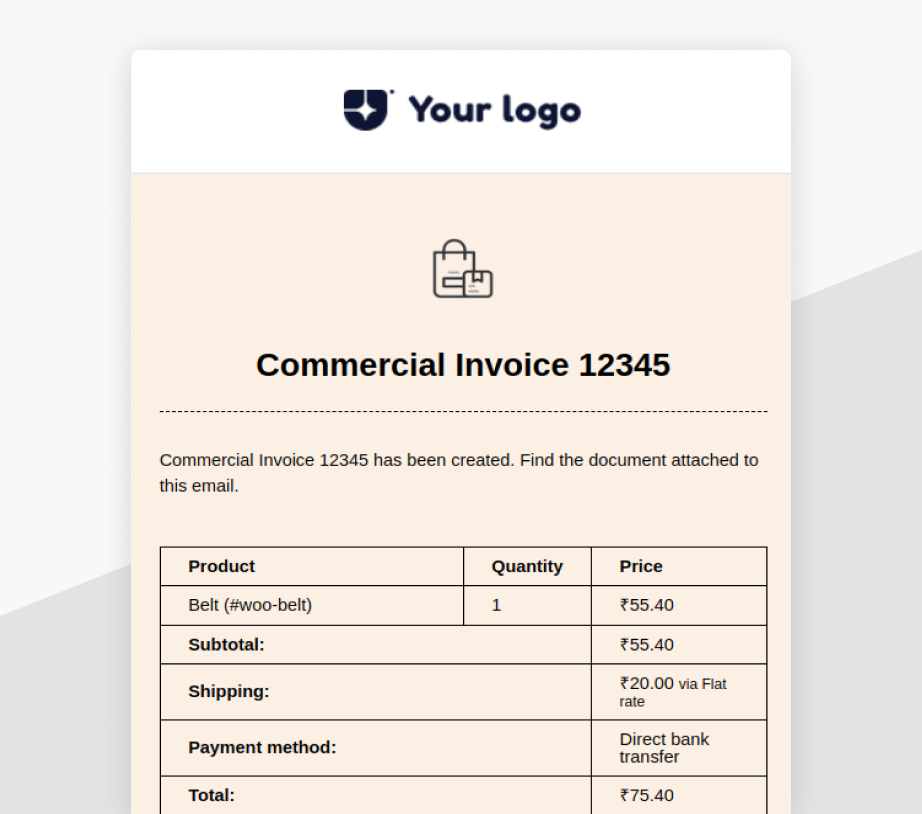 Your logo
Commercial Invoice 12345
Commercial Invoice 12345 has been created. Find the document attached to
this email.
Product Quantity Price
Belt (#woo-belt) 1 ₹55.40
Subtotal: ₹55.40
Shipping: ₹20.00 via Flat
rate
Payment method: Direct bank
transfer
Total: ₹75.40